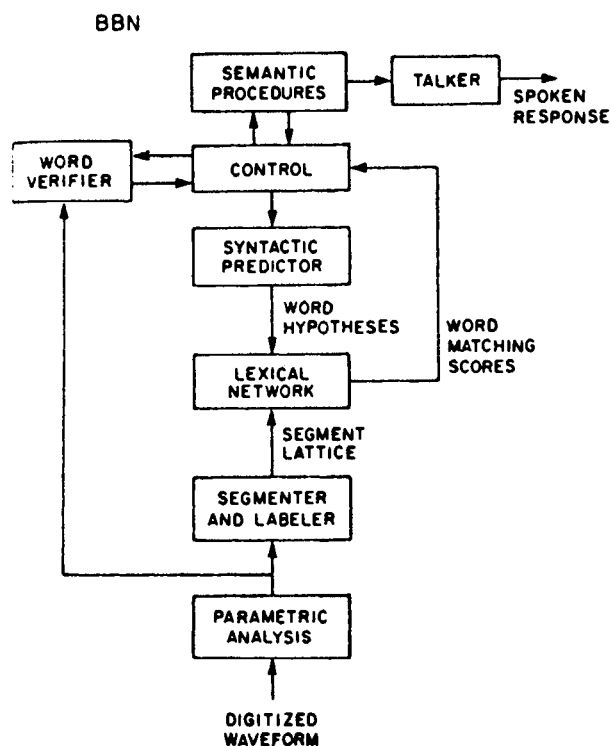 BBN
SEMANTIC
PROCEDURES
TALKER
SPOKEN
RESPONSE
WORD
VERIFIER
CONTROL
SYNTACTIC
PREDICTOR
WORD
HYPOTHESES
WORD
MATCHING
SCORES
LEXICAL
NETWORK
SEGMENT
LATTICE
SEGMENTER
AND LABELER
PARAMETRIC
ANALYSIS
DIGITIZED
WAVEFORM